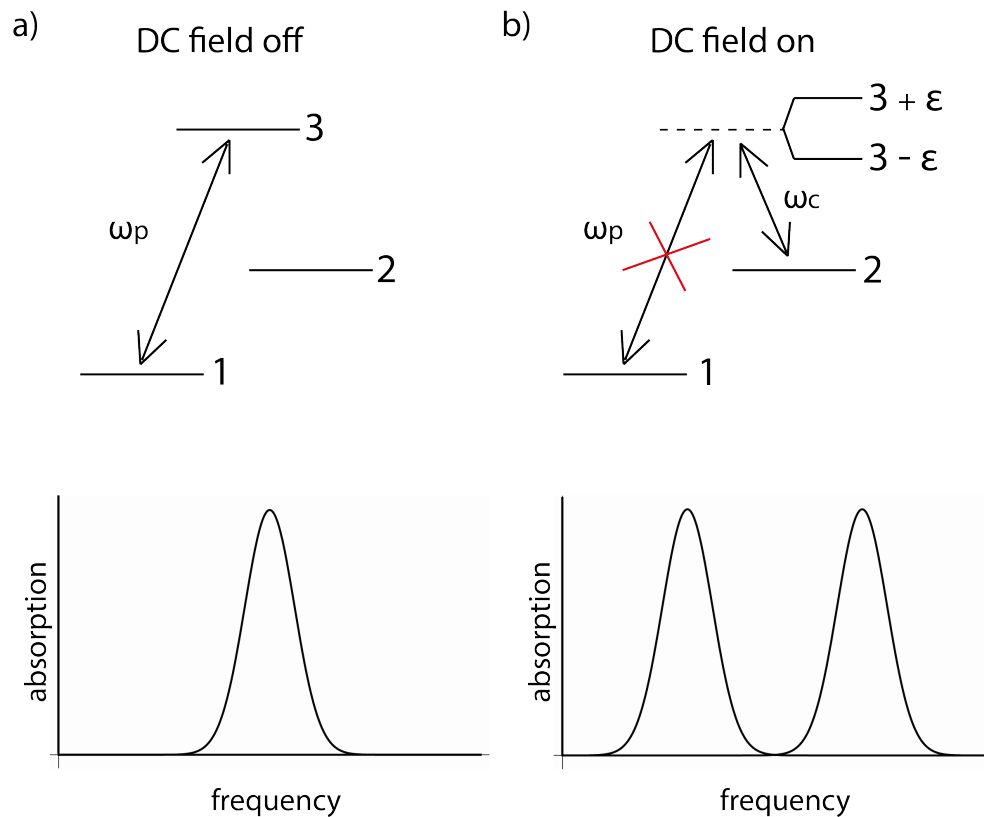 a)
DC field off
3
ωp
2
1
absorption
frequency
b)
DC field on
3 + ε
3 - ε
ωc
ωp
2
1
absorption
frequency